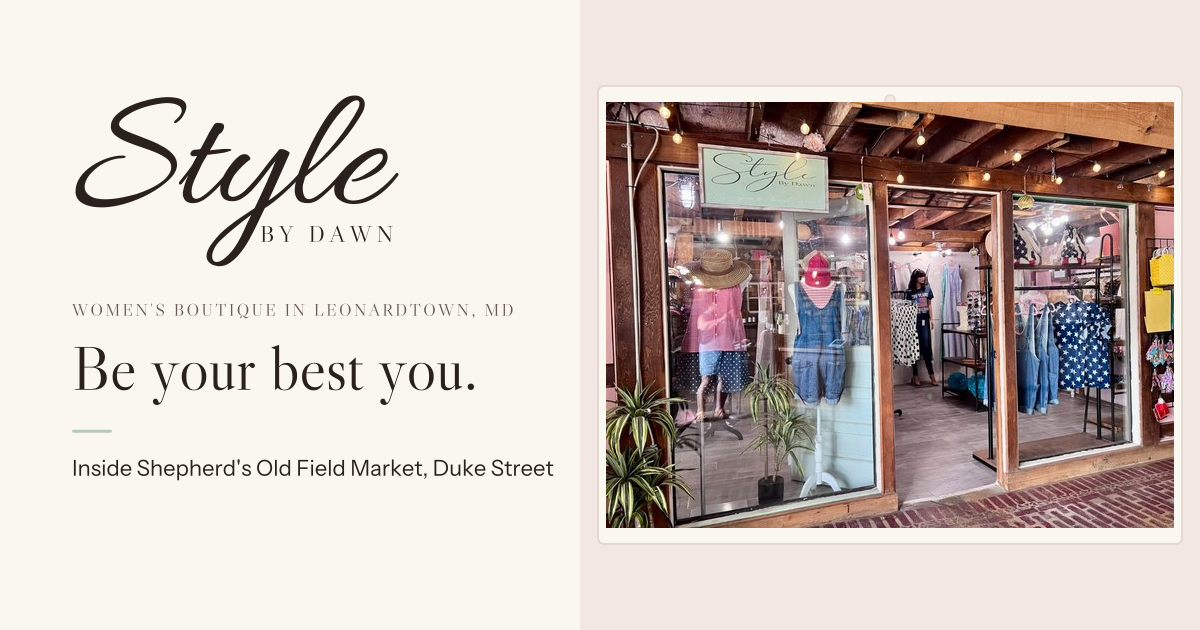 Style
BY DAWN
WOMEN'S BOUTIQUE IN LEONARDTOWN, MD
Be your best you.
Inside Shepherd's Old Field Market, Duke Street
Style
By Dawn